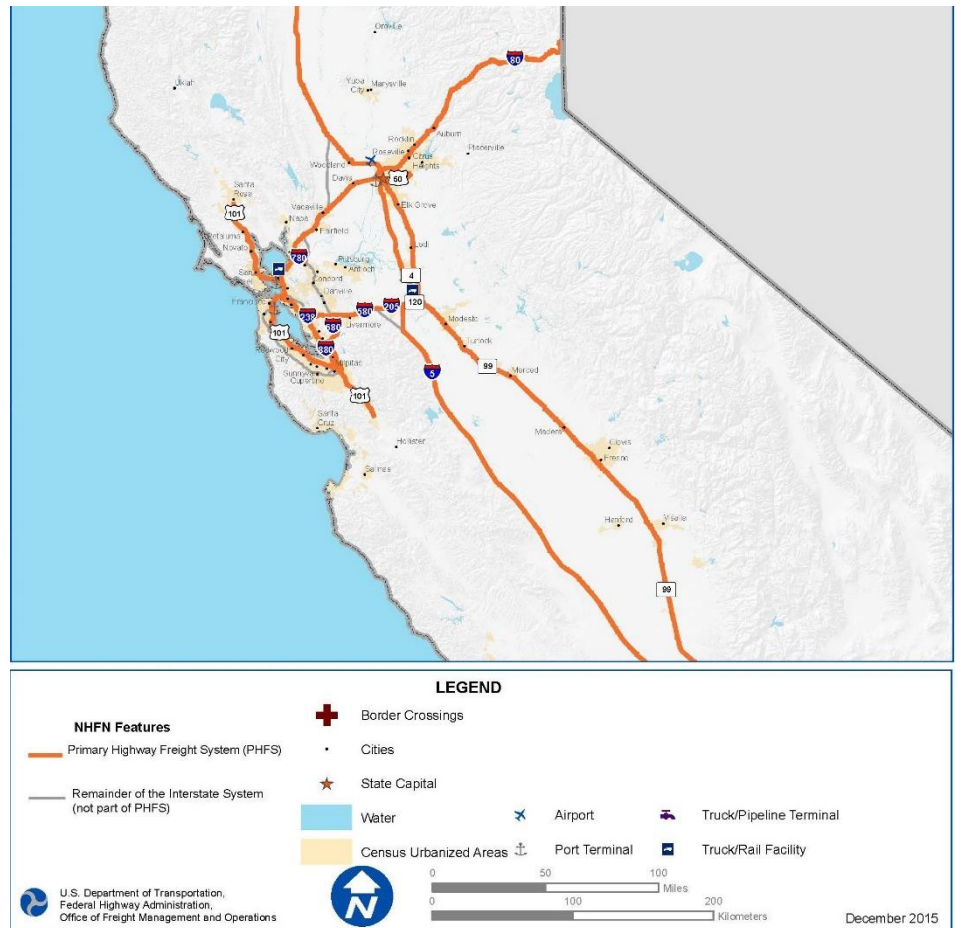 Oroville
80
Ukiah
Yuba
City
Marysville
Auburn
Rocklin
Roseville
Citrus
Heights
Placerville
Woodland
Davis
50
Elk Grove
Santa
Rosa
101
Vacaville
Napa
Fairfield
Petaluma
Novato
780
Pittsburg
Antioch
Concord
Danville
Lodi
4
120
San
Francisco
238
580
580
205
Livermore
Modesto
Turlock
101
880
Redwood
City
Milpitas
Sunnyvale
Cupertino
5
99
Merced
101
Santa
Cruz
Hollister
Salinas
Madera
Clovis
Fresno
Hanford
Visalia
99
LEGEND
NHFN Features
Primary Highway Freight System (PHFS)
Remainder of the Interstate System
(not part of PHFS)
Border Crossings
Cities
State Capital
Water
Census Urbanized Areas
Airport
Port Terminal
Truck/Pipeline Terminal
Truck/Rail Facility
0 50 100
Miles
0 100 200
Kilometers
N
U.S. Department of Transportation,
Federal Highway Administration,
Office of Freight Management and Operations
December 2015